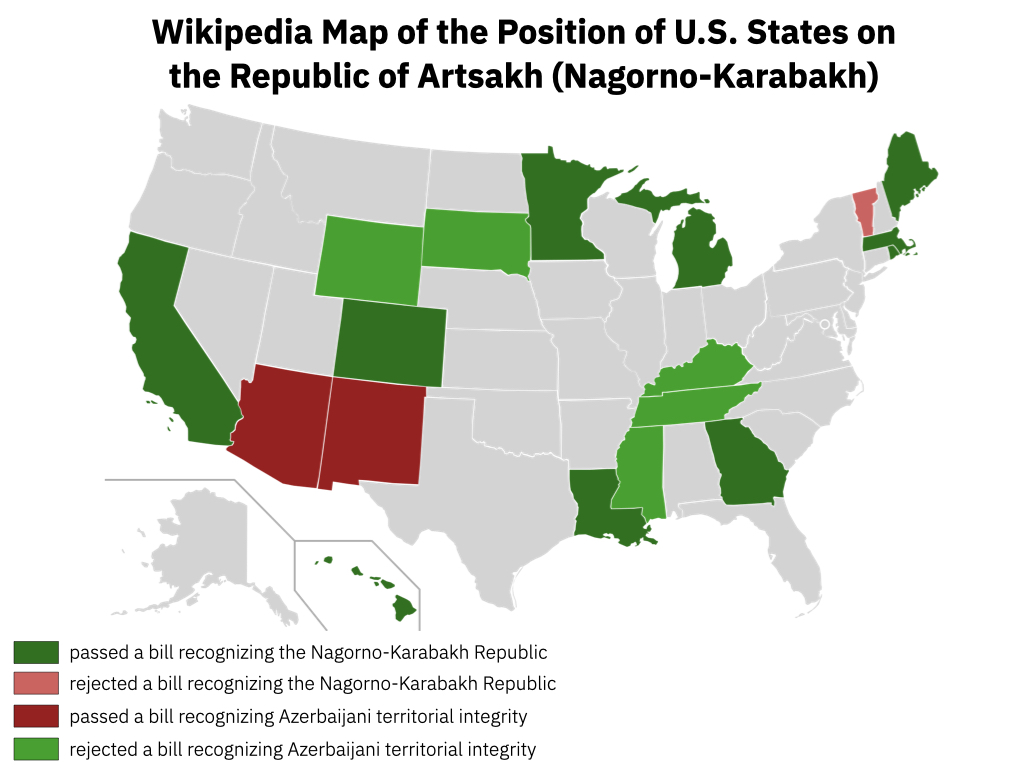 Wikipedia Map of the Position of U.S. States on
the Republic of Artsakh (Nagorno-Karabakh)
passed a bill recognizing the Nagorno-Karabakh Republic
rejected a bill recognizing the Nagorno-Karabakh Republic
passed a bill recognizing Azerbaijani territorial integrity
rejected a bill recognizing Azerbaijani territorial integrity